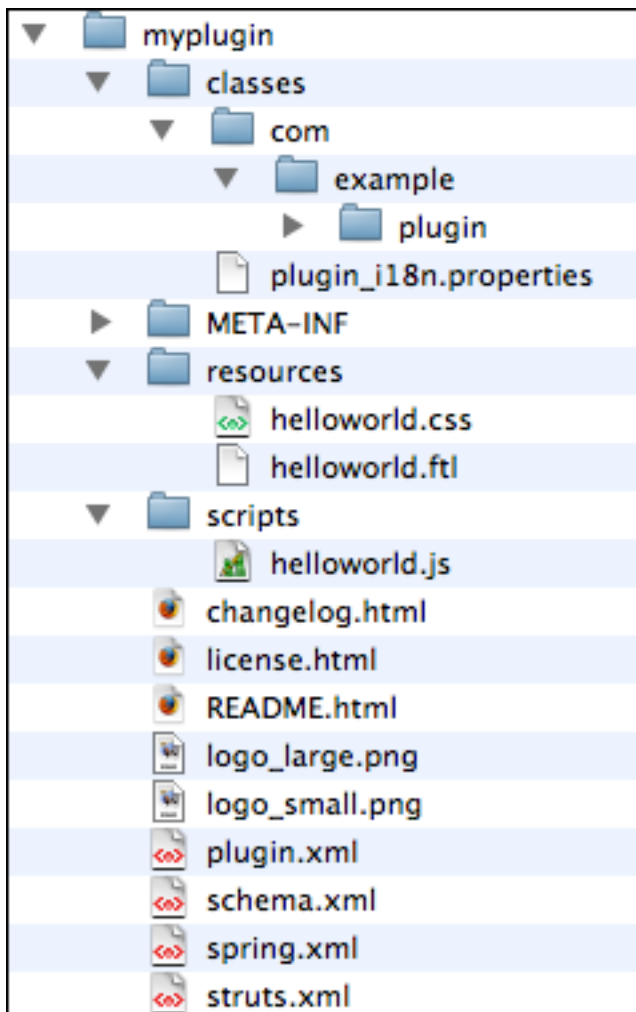 myplugin
classes
com
example
plugin
plugin_i18n.properties
META-INF
resources
helloworld.css
helloworld.ftl
scripts
helloworld.js
changelog.html
license.html
README.html
logo_large.png
logo_small.png
plugin.xml
schema.xml
spring.xml
struts.xml